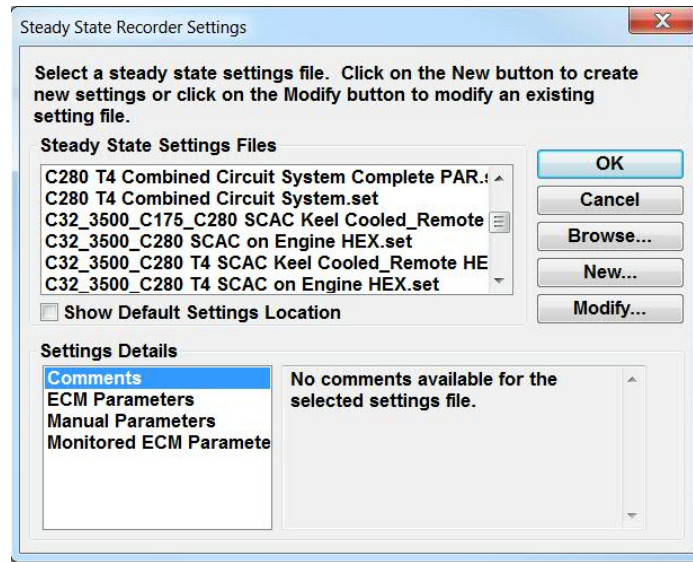 Steady State Recorder Settings
Select a steady state settings file. Click on the New button to create
new settings or click on the Modify button to modify an existing
setting file.
Steady State Settings Files
C280 T4 Combined Circuit System Complete PAR.
C280 T4 Combined Circuit System.set
C32_3500_C175_C280 SCAC Keel Cooled_Remote
C32_3500_C280 SCAC on Engine HEX.set
C32_3500_C280 T4 SCAC Keel Cooled_Remote HE
C32_3500_C280 T4 SCAC on Engine HEX.set
Show Default Settings Location
OK
Cancel
Browse...
New...
Modify...
Settings Details
Comments
ECM Parameters
Manual Parameters
Monitored ECM Paramete
No comments available for the
selected settings file.